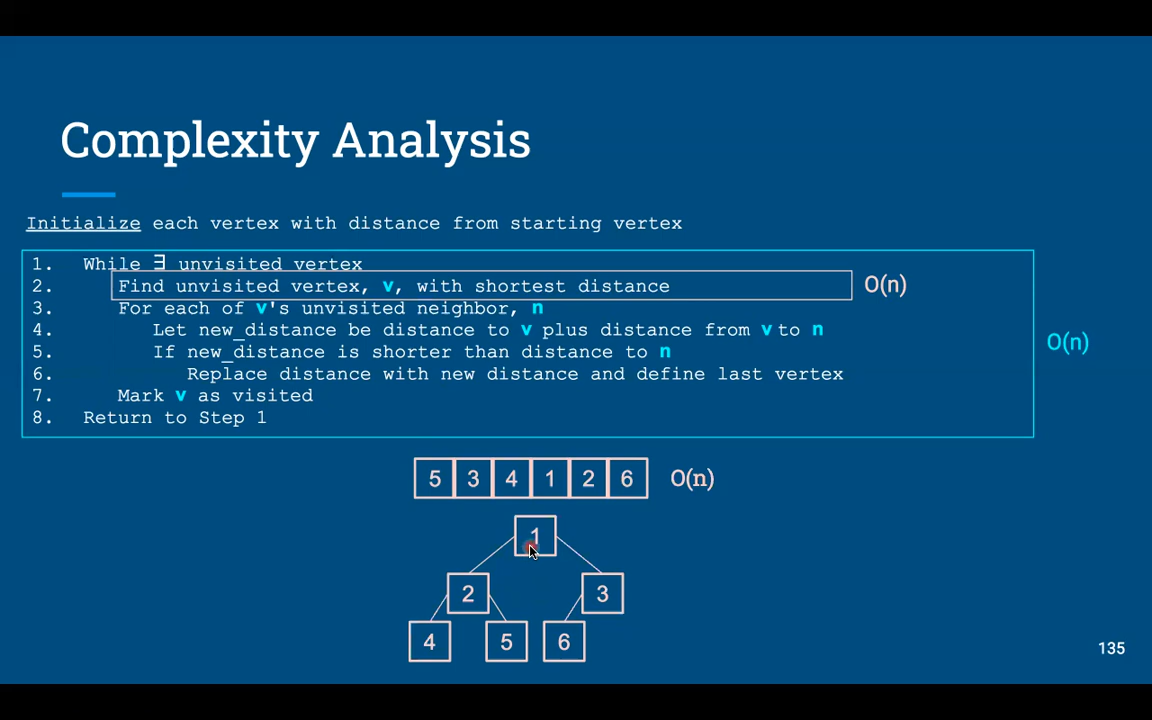 Complexity Analysis
Initialize each vertex with distance from starting vertex
1. While ∃ unvisited vertex
2. Find unvisited vertex, v, with shortest distance O(n)
3. For each of v's unvisited neighbor, n
4. Let new_distance be distance to v plus distance from v to n
O(n)
5. If new_distance is shorter than distance to n
6. Replace distance with new distance and define last vertex
7. Mark v as visited
8. Return to Step 1
5 3 4 1 2 6 O(n)
1
2 3
4 5 6
135